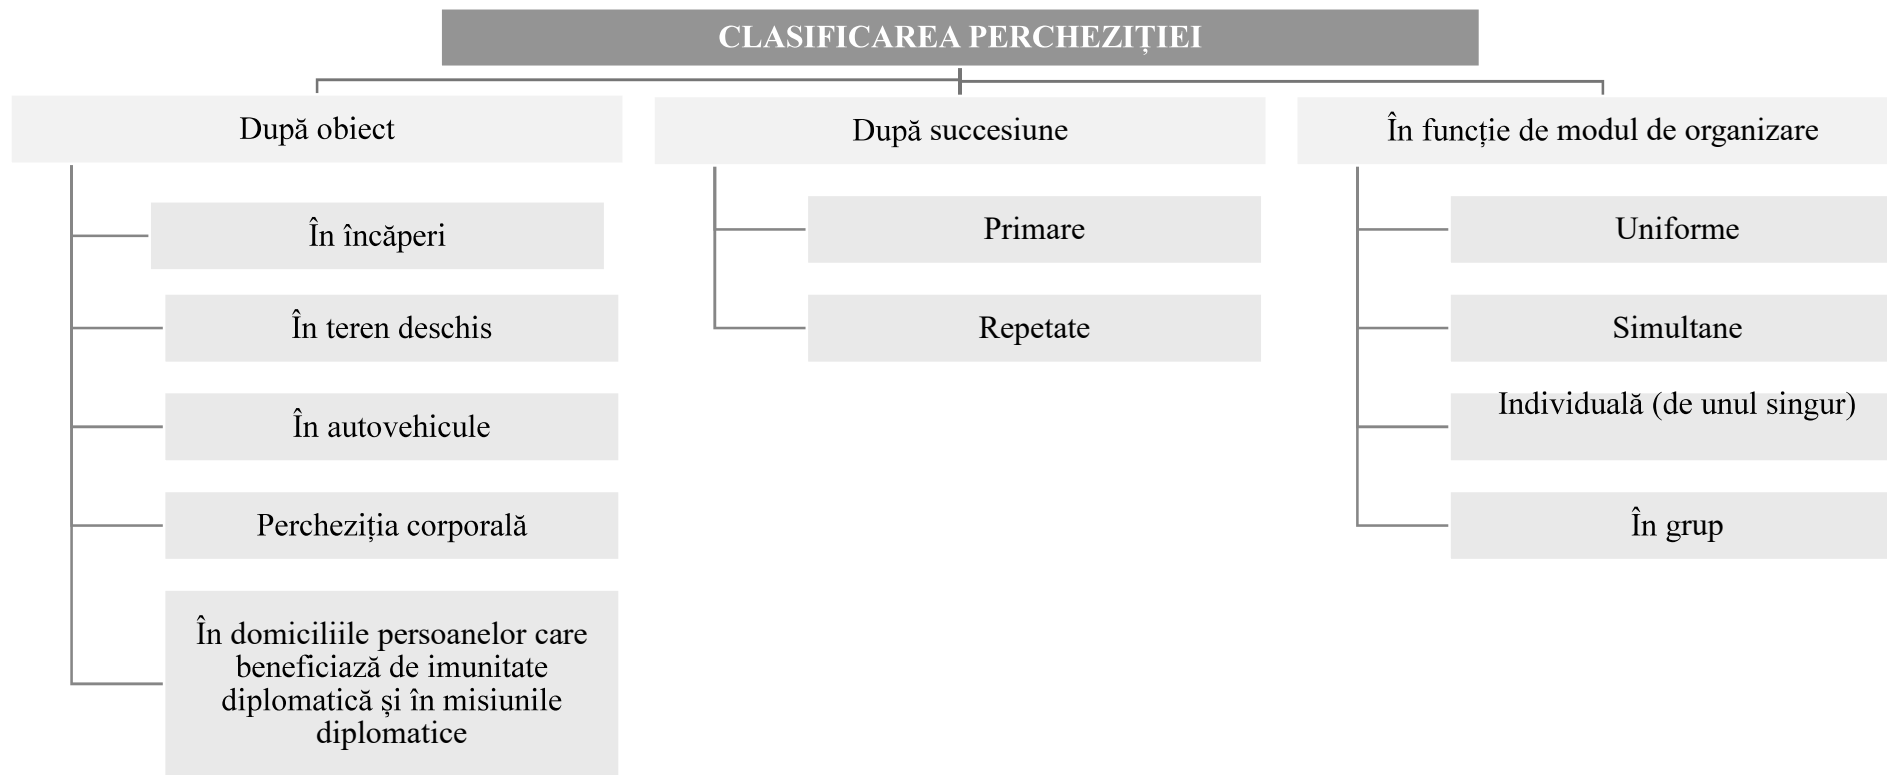 CLASIFICAREA PERCHEZIȚIEI
După obiect
În încăperi
În teren deschis
În autovehicule
Percheziția corporală
În domiciliile persoanelor care
beneficiază de imunitate
diplomatică și în misiunile
diplomatice
După succesiune
Primare
Repetate
În funcție de modul de organizare
Uniforme
Simultane
Individuală (de unul singur)
În grup